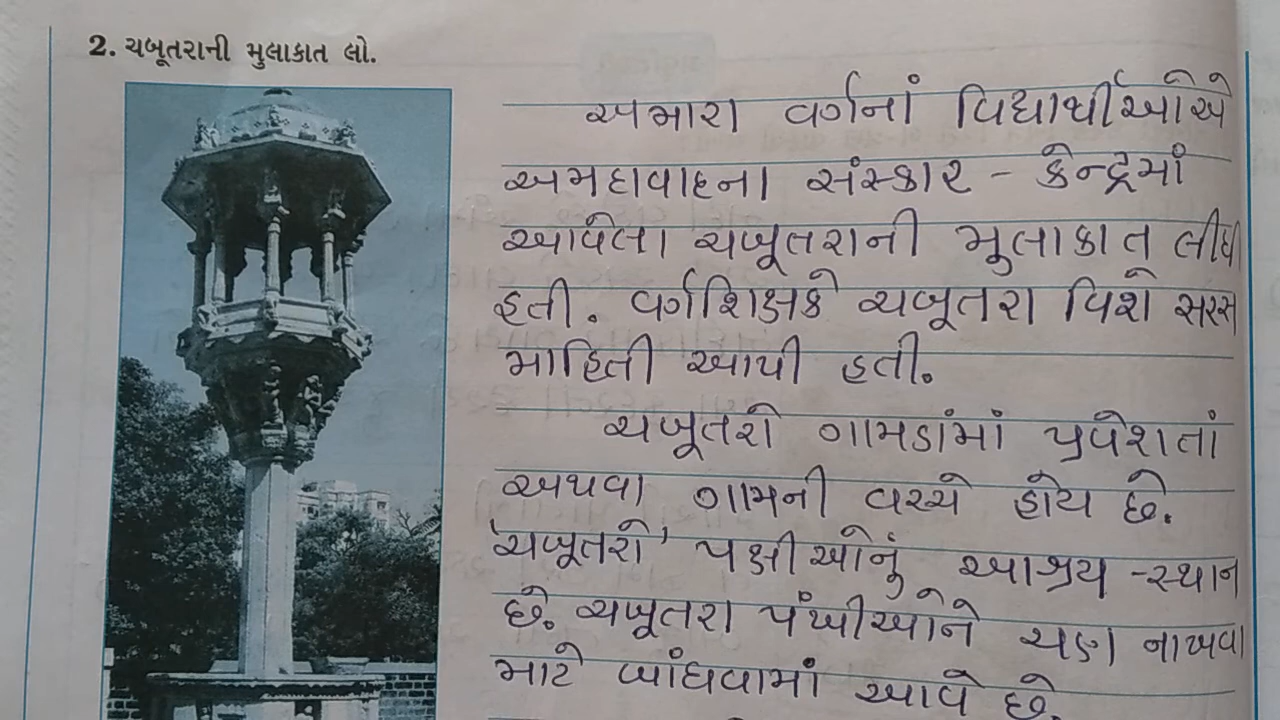 2. ચબૂતરાની મુલાકાત લો.
અમારા વર્ગનાં વિદ્યાર્થીઓએ
અમદાવાદના સંસ્કાર - કેન્દ્રમાં
આવેલા ચબૂતરાની મુલાકાત લીધી
હતી. વર્ગશિક્ષકે ચબૂતરા વિશે સરસ
માહિતી આપી હતી.
ચબૂતરો ગામડાંમાં પ્રવેશતાં
અથવા ગામની વચ્ચે હોય છે.
'ચબૂતરો' પક્ષીઓનું આશ્રય -સ્થાન
છે. ચબૂતરા પંખીઓને ચણ નાખવા
માટે બાંધવામાં આવે છે.